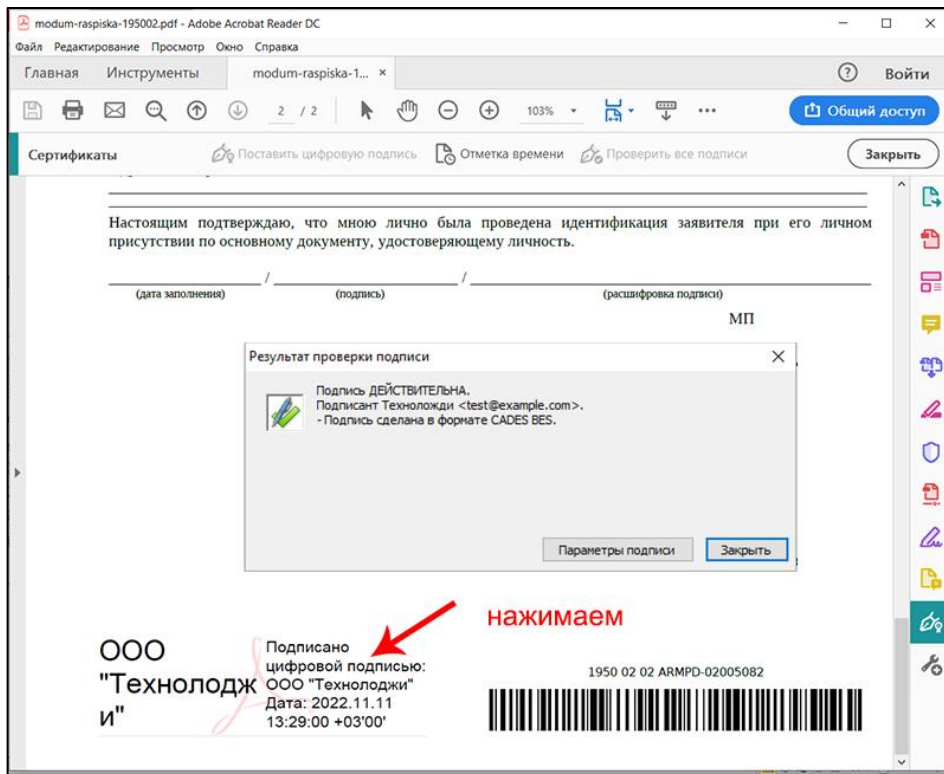 modum-raspiska-195002.pdf - Adobe Acrobat Reader DC
Файл Редактирование Просмотр Окно Справка
Главная Инструменты modum-raspiska-1... × ? Войти
2 / 2 103% Общий доступ
Сертификаты Поставить цифровую подпись Отметка времени Проверить все подписи Закрыть
Настоящим подтверждаю, что мною лично была проведена идентификация заявителя при его личном
присутствии по основному документу, удостоверяющему личность.
/ /
(дата заполнения) (подпись) (расшифровка подписи)
МП
Результат проверки подписи
Подпись ДЕЙСТВИТЕЛЬНА.
Подписант Техноложди <test@example.com>.
- Подпись сделана в формате CADES BES.
Параметры подписи Закрыть
нажимаем
ООО
"Технолодж
и"
Подписано
цифровой подписью:
ООО "Технолоджи"
Дата: 2022.11.11
13:29:00 +03'00'
1950 02 02 ARMPD-02005082